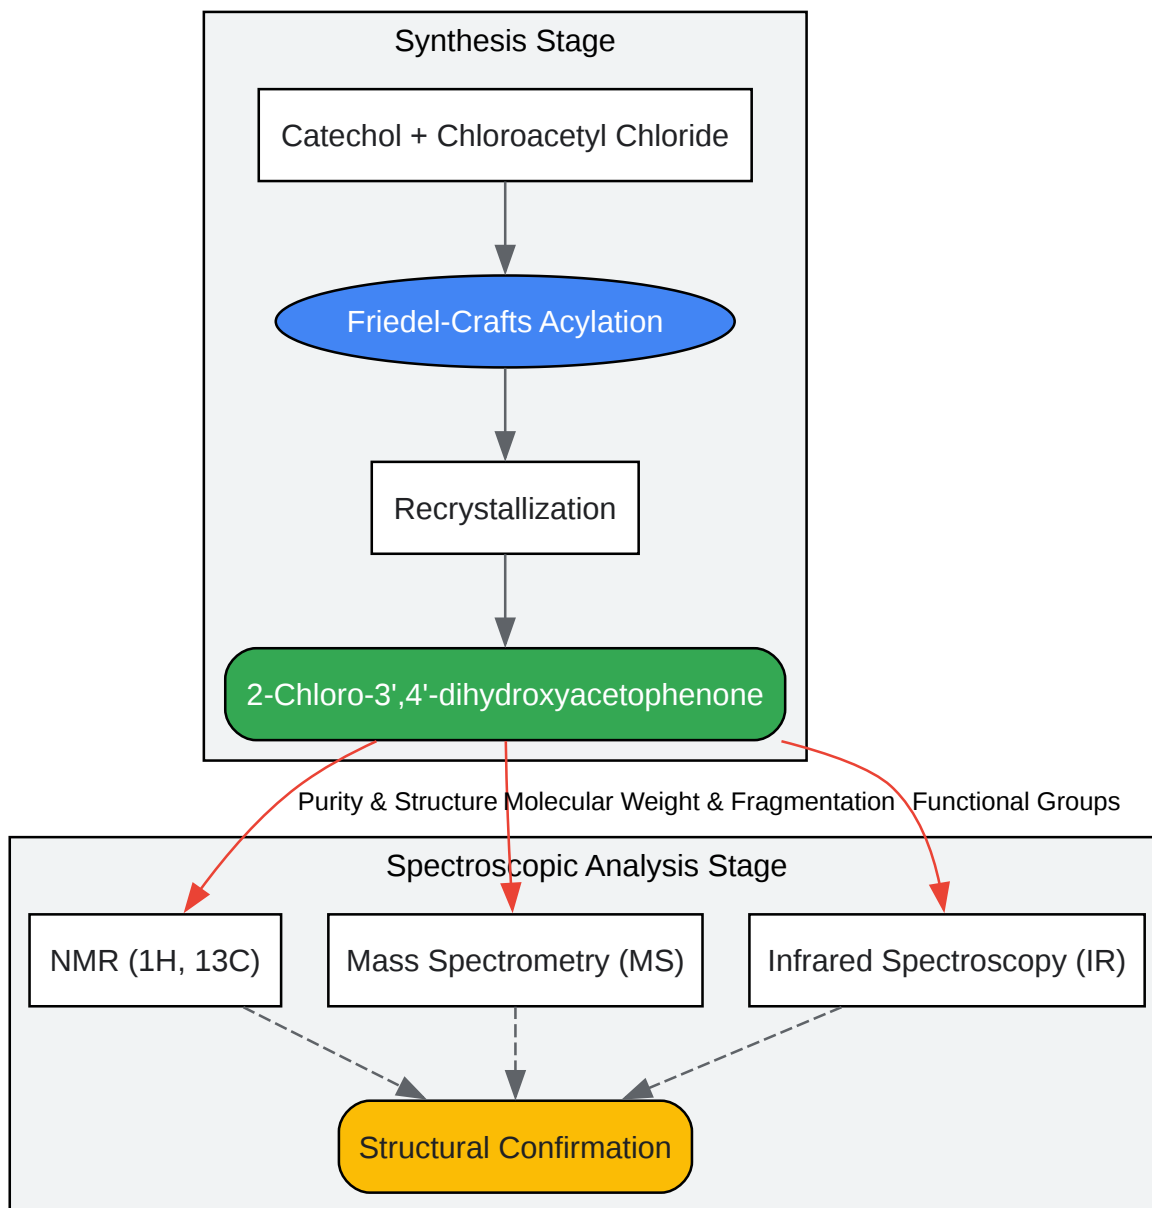 Synthesis Stage
Catechol + Chloroacetyl Chloride
Friedel-Crafts Acylation
Recrystallization
2-Chloro-3',4'-dihydroxyacetophenone
Purity & Structure
Molecular Weight & Fragmentation
Functional Groups
Spectroscopic Analysis Stage
NMR (1H, 13C)
Mass Spectrometry (MS)
Infrared Spectroscopy (IR)
Structural Confirmation